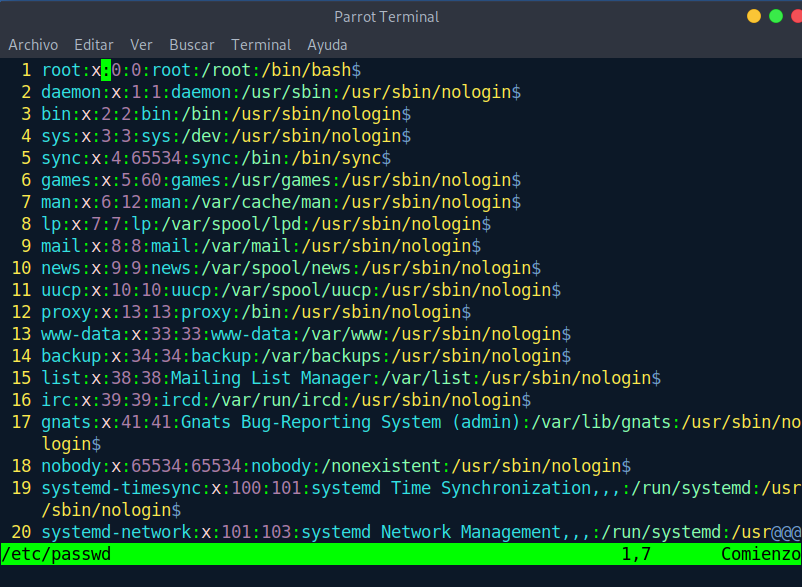 Parrot Terminal
Archivo Editar Ver Buscar Terminal Ayuda
1 root:x:0:0:root:/root:/bin/bash$
2 daemon:x:1:1:daemon:/usr/sbin:/usr/sbin/nologin$
3 bin:x:2:2:bin:/bin:/usr/sbin/nologin$
4 sys:x:3:3:sys:/dev:/usr/sbin/nologin$
5 sync:x:4:65534:sync:/bin:/bin/sync$
6 games:x:5:60:games:/usr/games:/usr/sbin/nologin$
7 man:x:6:12:man:/var/cache/man:/usr/sbin/nologin$
8 lp:x:7:7:lp:/var/spool/lpd:/usr/sbin/nologin$
9 mail:x:8:8:mail:/var/mail:/usr/sbin/nologin$
10 news:x:9:9:news:/var/spool/news:/usr/sbin/nologin$
11 uucp:x:10:10:uucp:/var/spool/uucp:/usr/sbin/nologin$
12 proxy:x:13:13:proxy:/bin:/usr/sbin/nologin$
13 www-data:x:33:33:www-data:/var/www:/usr/sbin/nologin$
14 backup:x:34:34:backup:/var/backups:/usr/sbin/nologin$
15 list:x:38:38:Mailing List Manager:/var/list:/usr/sbin/nologin$
16 irc:x:39:39:ircd:/var/run/ircd:/usr/sbin/nologin$
17 gnats:x:41:41:Gnats Bug-Reporting System (admin):/var/lib/gnats:/usr/sbin/no
login$
18 nobody:x:65534:65534:nobody:/nonexistent:/usr/sbin/nologin$
19 systemd-timesync:x:100:101:systemd Time Synchronization,,,:/run/systemd:/usr
/sbin/nologin$
20 systemd-network:x:101:103:systemd Network Management,,,:/run/systemd:/usr@@@
/etc/passwd 1,7 Comienzo